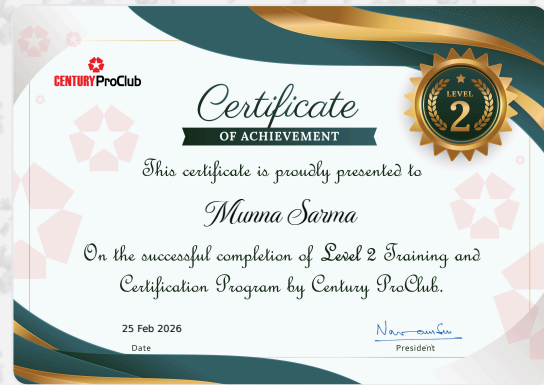 CENTURY ProClub
LEVEL
2
Certificate
OF ACHIEVEMENT
This certificate is proudly presented to
Munna Sarma
On the successful completion of Level 2 Training and
Certification Program by Century ProClub.
25 Feb 2026
Date
President